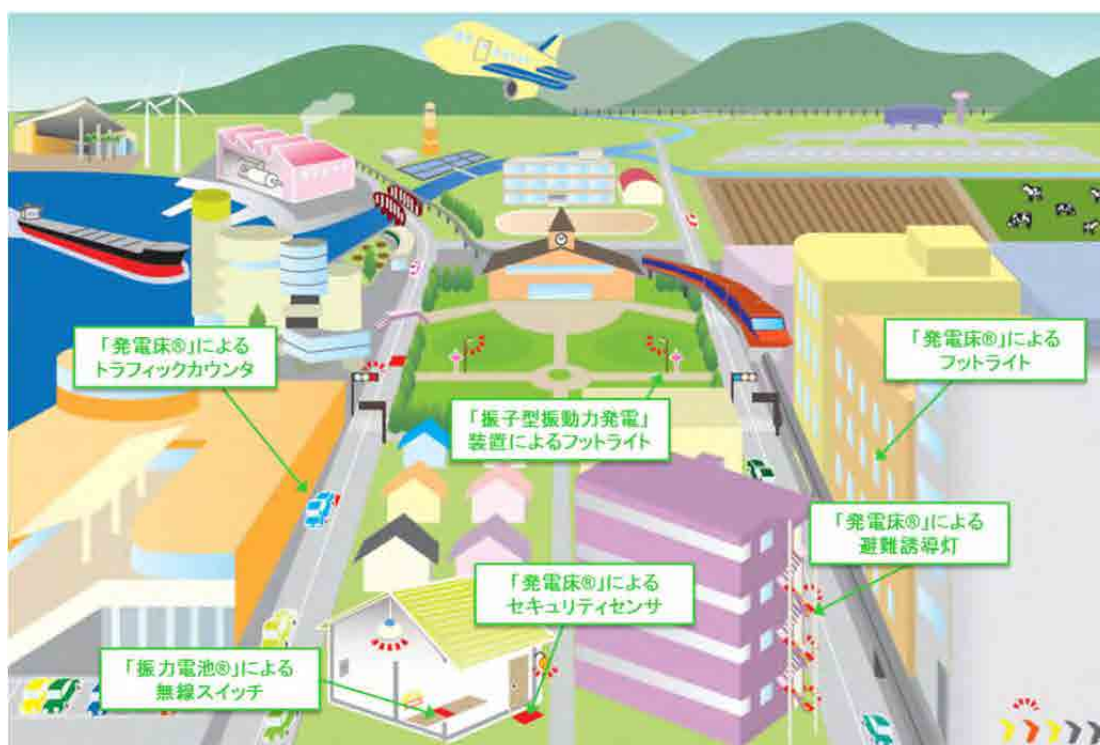 「発電床®」による
トラフィックカウンタ
「発電床®」による
フットライト
「振子型振動力発電」
装置によるフットライト
「発電床®」による
避難誘導灯
「発電床®」による
セキュリティセンサ
「振力電池®」による
無線スイッチ